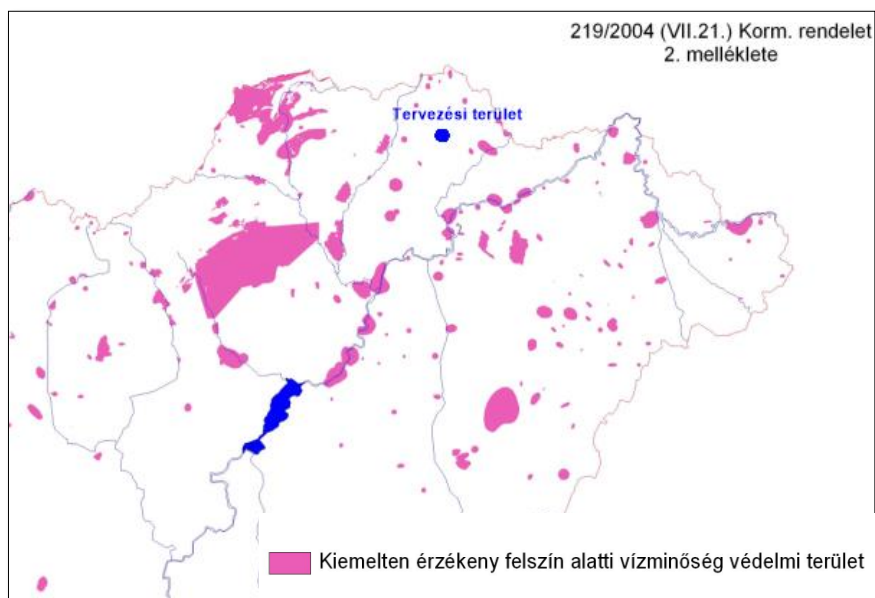 219/2004 (VII.21.) Korm. rendelet
2. melléklete
Tervezési terület
Kiemelten érzékeny felszín alatti vízminőség védelmi terület